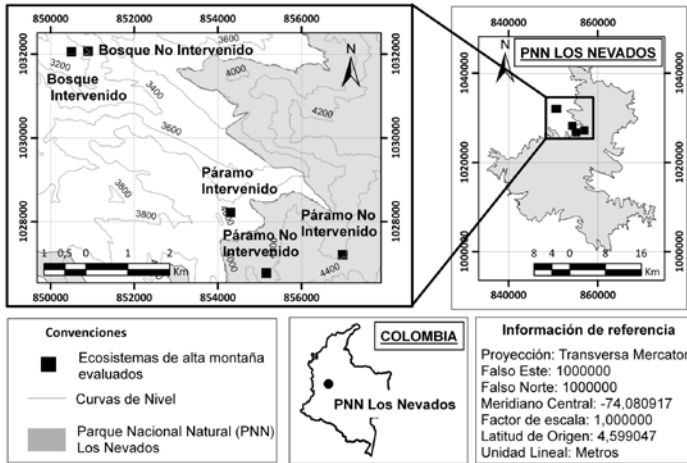 850000 852000 854000 856000
1032000
1030000
1028000
Bosque No Intervenido
Bosque
Intervenido
3200
3400
3600
3600
3800
3800
4000
4200
4400
N
Páramo
Intervenido
Páramo No
Intervenido
Páramo No
Intervenido
1 0,5 0 1 2
Km
850000 852000 854000 856000
840000 860000
PNN LOS NEVADOS
N
1040000
1020000
1000000
8 4 0 8 16
Km
840000 860000
Convenciones
Ecosistemas de alta montaña
evaluados
Curvas de Nivel
Parque Nacional Natural (PNN)
Los Nevados
COLOMBIA
PNN Los Nevados
Información de referencia
Proyección: Transversa Mercator
Falso Este: 1000000
Falso Norte: 1000000
Meridiano Central: -74,080917
Factor de escala: 1,000000
Latitud de Origen: 4,599047
Unidad Lineal: Metros